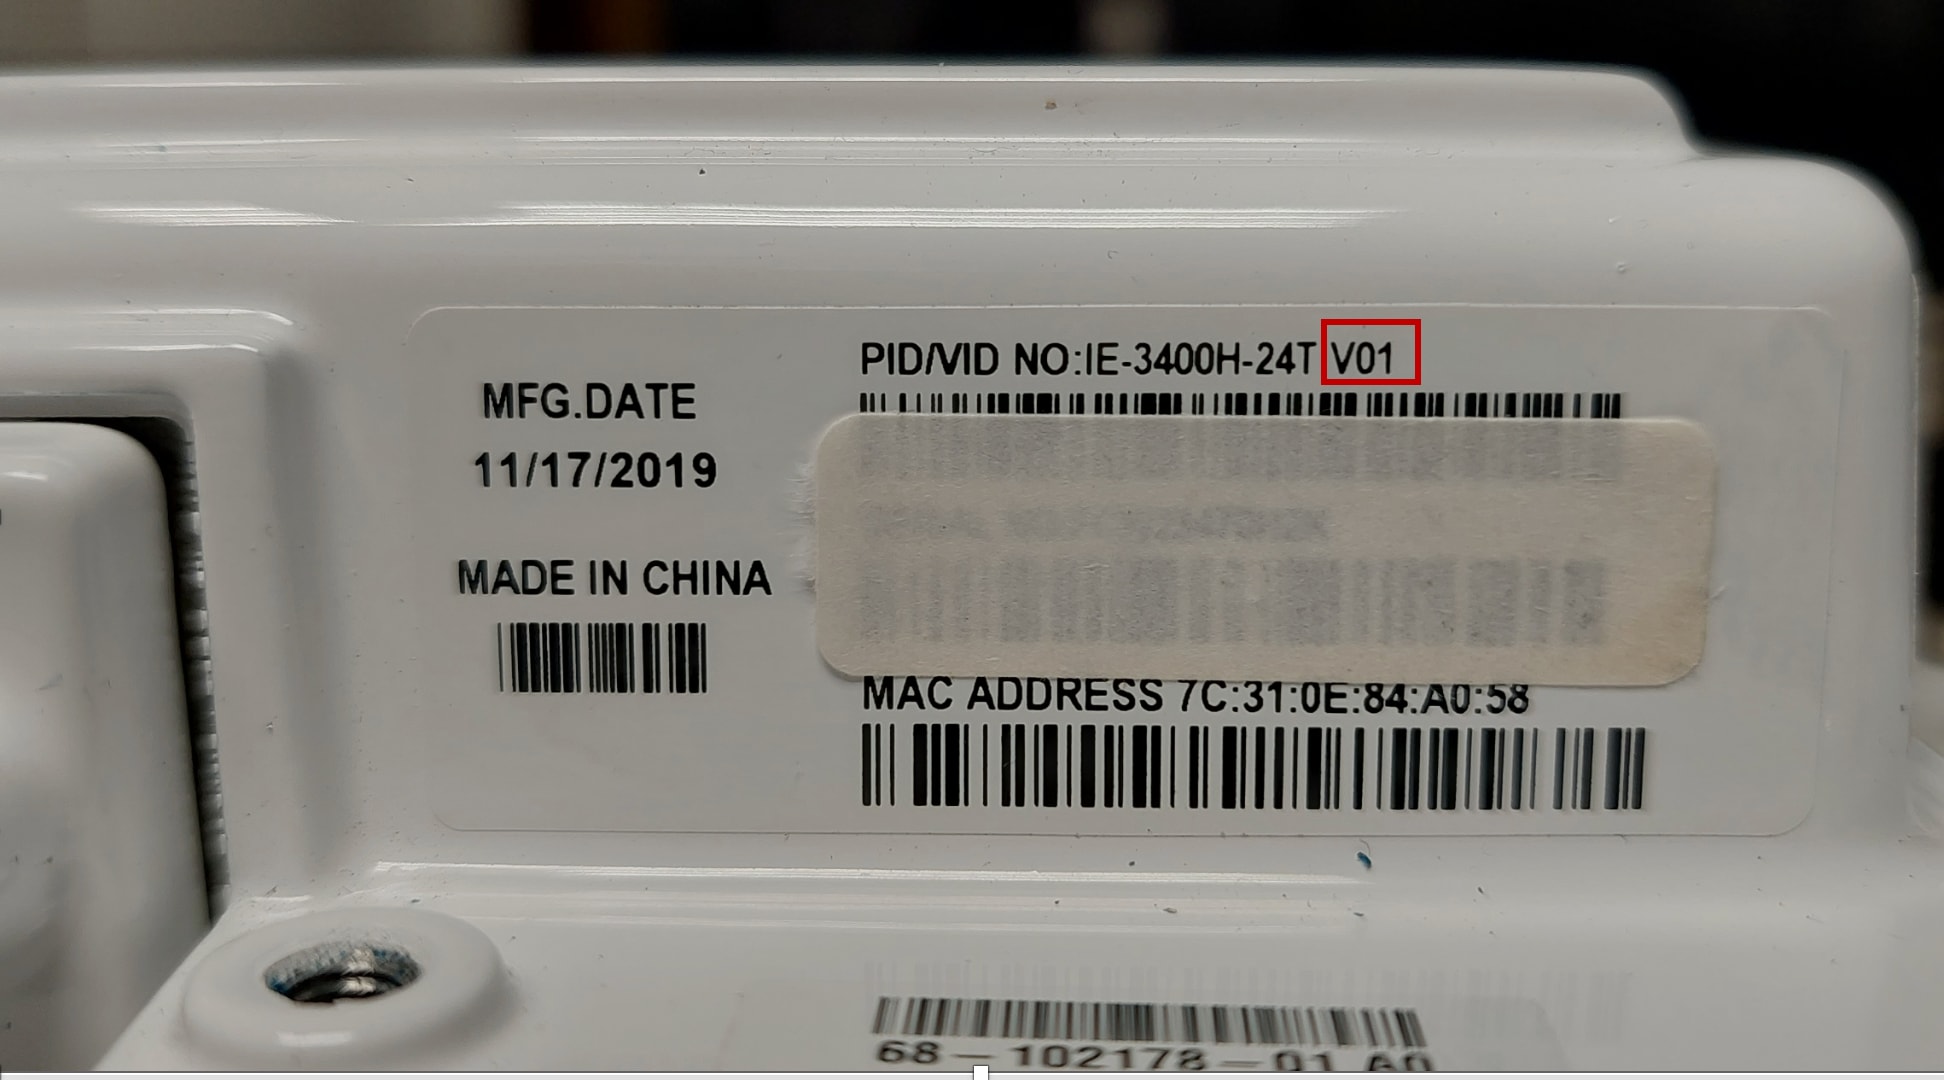 PID/VID NO:IE-3400H-24T V01
MFG.DATE
11/17/2019
MADE IN CHINA
MAC ADDRESS 7C:31:0E:84:A0:58
68-102178-01 A0